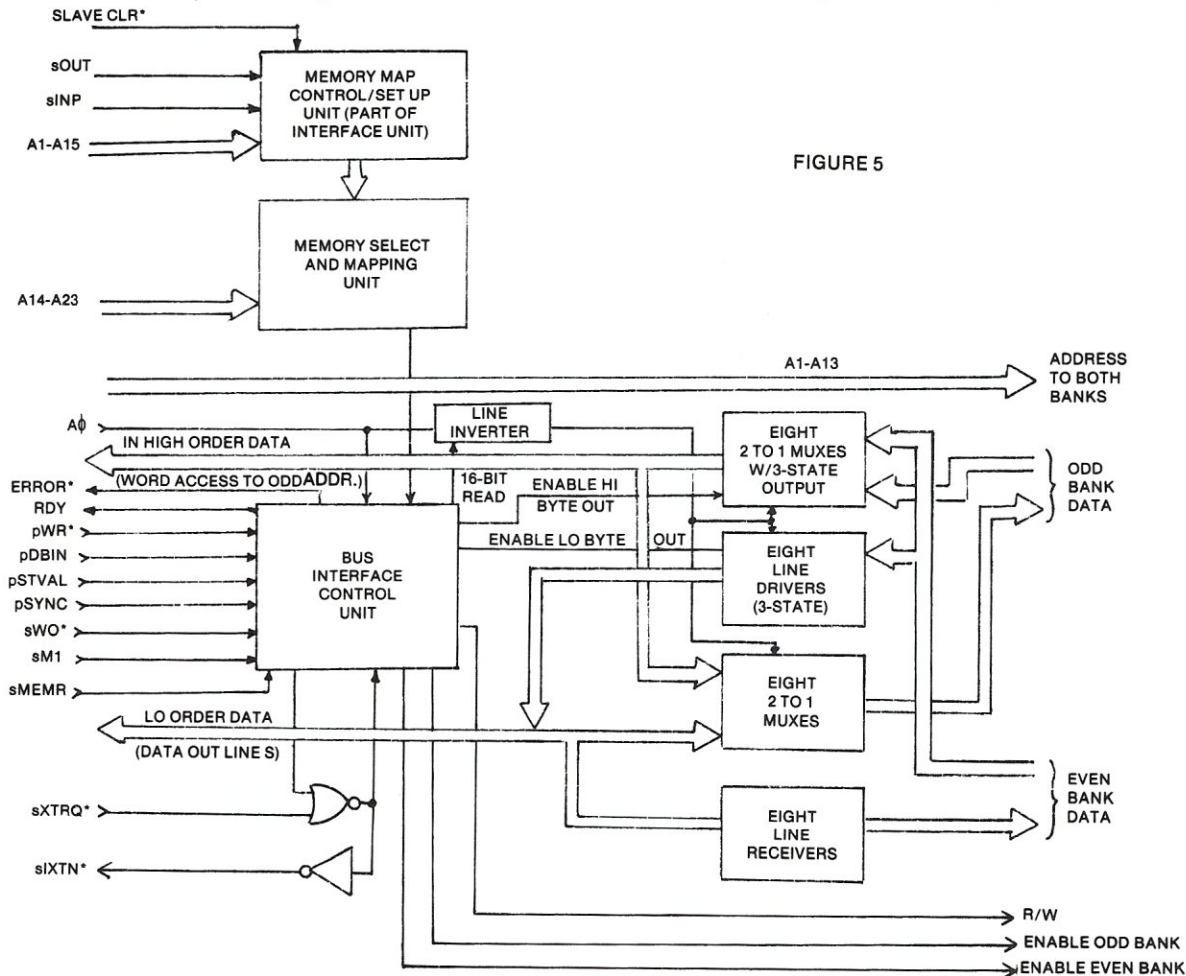 SLAVE CLR*
sOUT
sINP
A1-A15
MEMORY MAP
CONTROL/SET UP
UNIT (PART OF
INTERFACE UNIT)
FIGURE 5
MEMORY SELECT
AND MAPPING
UNIT
A14-A23
A1-A13
ADDRESS
TO BOTH
BANKS
Aϕ
LINE
INVERTER
IN HIGH ORDER DATA
(WORD ACCESS TO ODD ADDR.)
16-BIT
READ
ENABLE HI
BYTE OUT
EIGHT
2 TO 1 MUXES
W/3-STATE
OUTPUT
ODD
BANK
DATA
ERROR*
RDY
pWR*
pDBIN
pSTVAL
pSYNC
sWO*
sM1
sMEMR
BUS
INTERFACE
CONTROL
UNIT
ENABLE LO BYTE OUT
EIGHT
LINE
DRIVERS
(3-STATE)
EIGHT
2 TO 1
MUXES
LO ORDER DATA
(DATA OUT LINE S)
EIGHT
LINE
RECEIVERS
EVEN
BANK
DATA
sXTRQ*
sIXTN*
R/W
ENABLE ODD BANK
ENABLE EVEN BANK